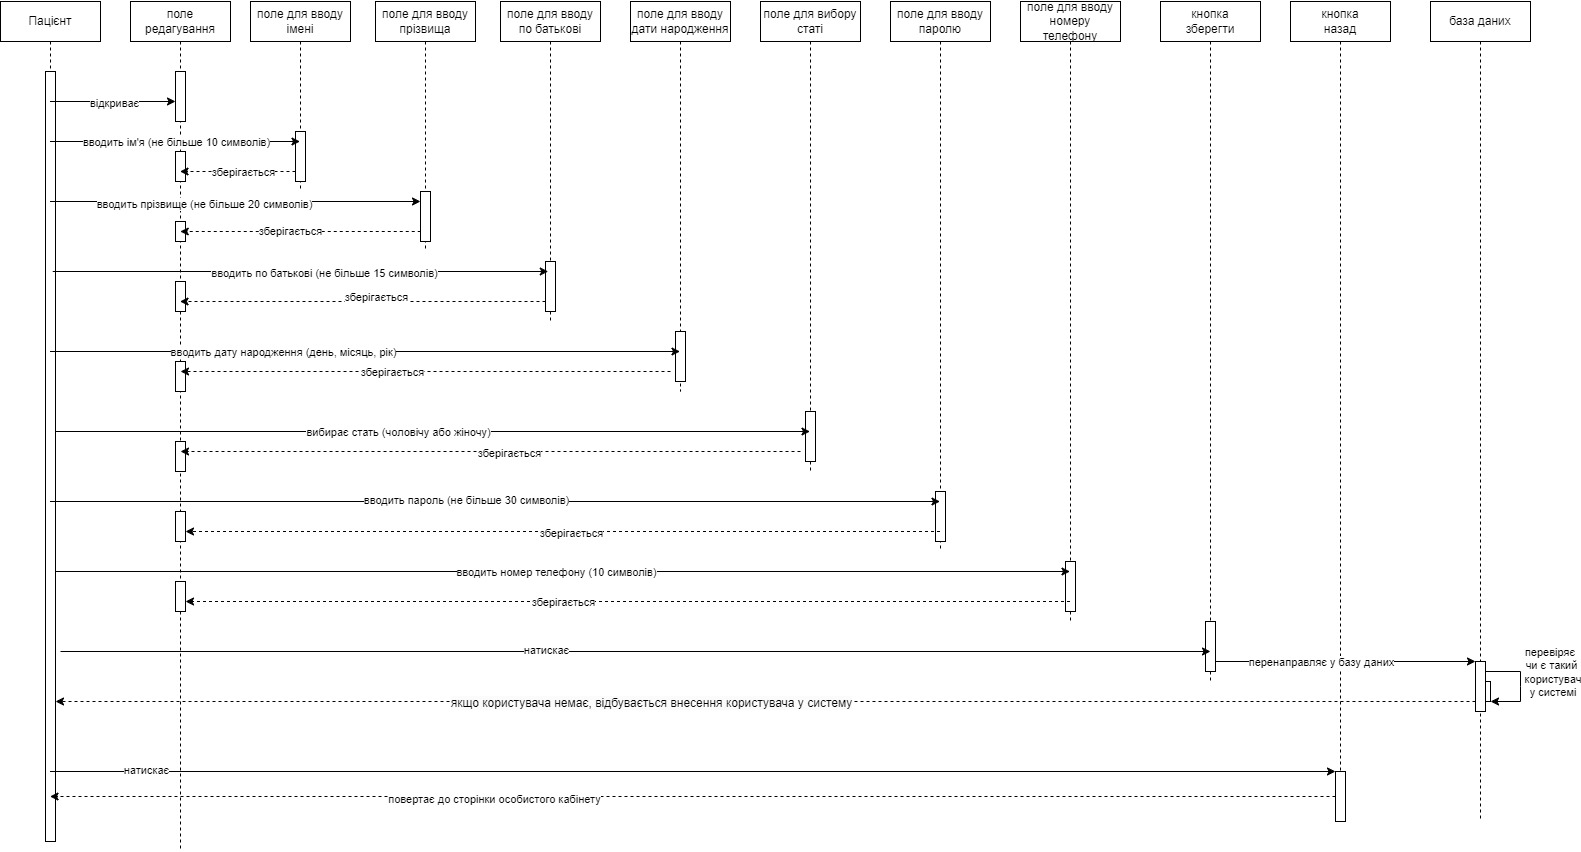 Пацієнт
поле
редагування
поле для вводу
імені
поле для вводу
прізвища
поле для вводу
по батькові
поле для вводу
дати народження
поле для вибору
статі
поле для вводу
паролю
поле для вводу
номеру
телефону
кнопка
зберегти
кнопка
назад
база даних
відкриває
вводить ім'я (не більше 10 символів)
зберігається
вводить прізвище (не більше 20 символів)
зберігається
вводить по батькові (не більше 15 символів)
зберігається
вводить дату народження (день, місяць, рік)
зберігається
вибирає стать (чоловічу або жіночу)
зберігається
вводить пароль (не більше 30 символів)
зберігається
вводить номер телефону (10 символів)
зберігається
натискає
перенаправляє у базу даних
перевіряє
чи є такий
користувач
у системі
якщо користувача немає, відбувається внесення користувача у систему
натискає
повертає до сторінки особистого кабінету